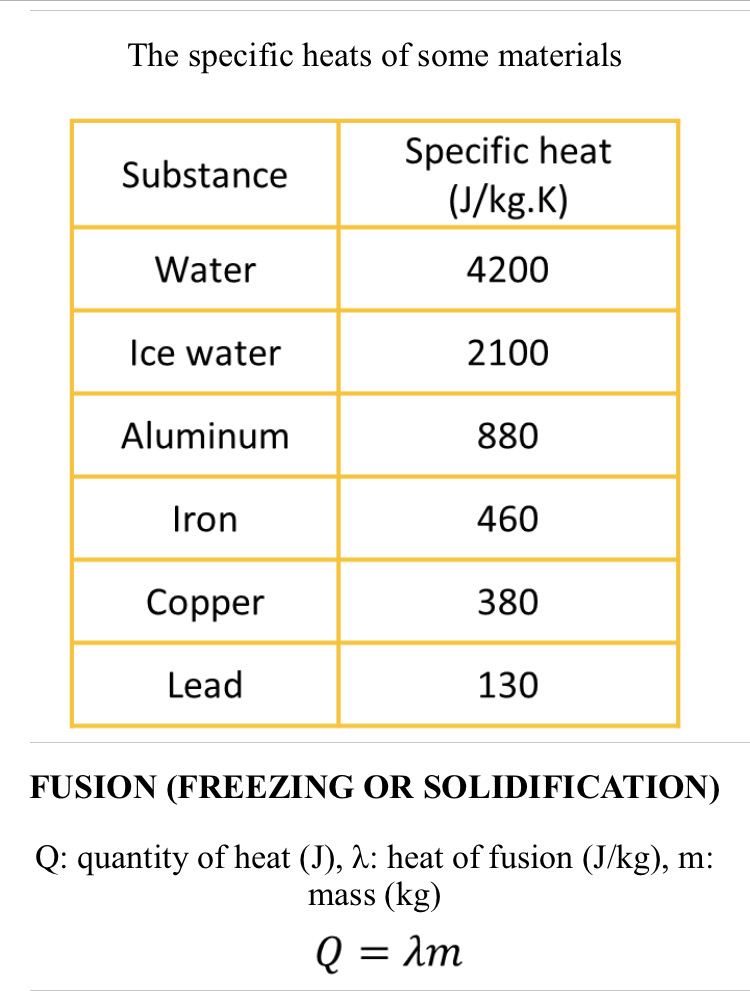 The specific heats of some materials
Substance
Specific heat
(J/kg.K)
Water
4200
Ice water
2100
Aluminum
880
Iron
460
Copper
380
Lead
130
FUSION (FREEZING OR SOLIDIFICATION)
Q: quantity of heat (J), λ: heat of fusion (J/kg), m:
mass (kg)
Q = λm